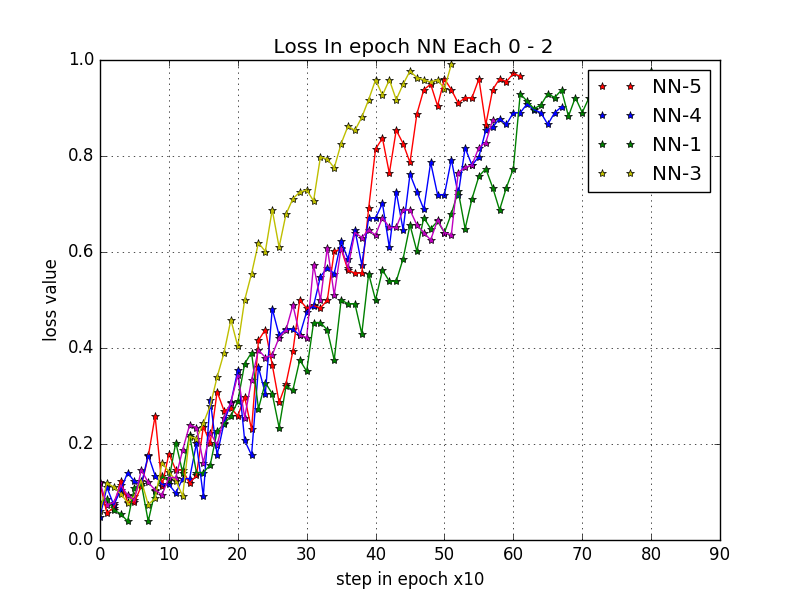 Loss In epoch NN Each 0 - 2
1.0
0.8
0.6
0.4
0.2
0.0
loss value
NN-5
NN-4
NN-1
NN-3
0 10 20 30 40 50 60 70 80 90
step in epoch x10